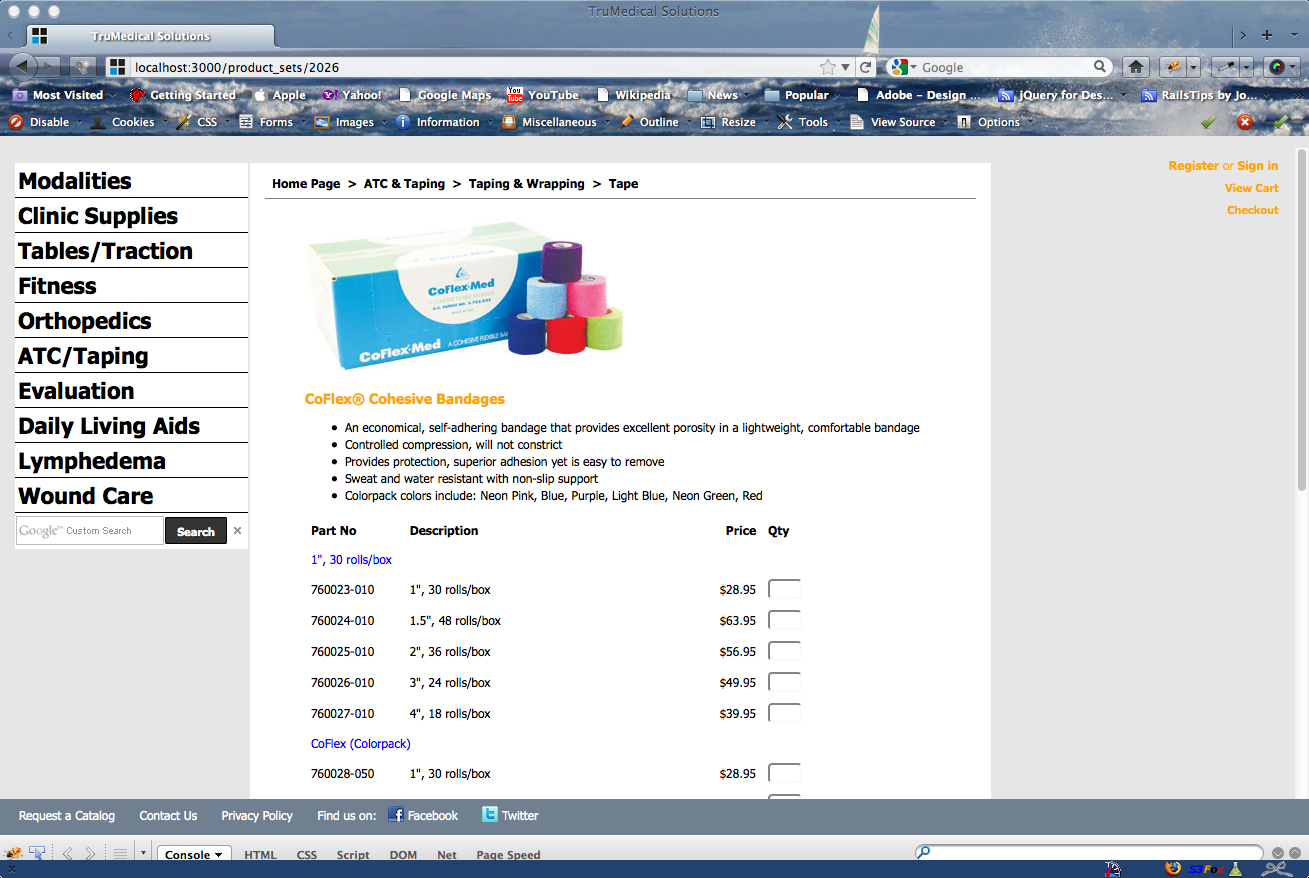 TruMedical Solutions
TruMedical Solutions
localhost:3000/product_sets/2026
Google
Most Visited Getting Started Apple Yahoo! Google Maps YouTube Wikipedia News Popular Adobe – Design ... jQuery for Des... RailsTips by Jo...
Disable Cookies CSS Forms Images Information Miscellaneous Outline Resize Tools View Source Options
Register or Sign in
View Cart
Checkout
Modalities
Clinic Supplies
Tables/Traction
Fitness
Orthopedics
ATC/Taping
Evaluation
Daily Living Aids
Lymphedema
Wound Care
Google™ Custom Search Search ×
Home Page > ATC & Taping > Taping & Wrapping > Tape
CoFlex·Med
A COHESIVE FLEXIBLE BANDAGE
CoFlex·Med A COHESIVE FLEXIBLE BA
CoFlex® Cohesive Bandages
• An economical, self-adhering bandage that provides excellent porosity in a lightweight, comfortable bandage
• Controlled compression, will not constrict
• Provides protection, superior adhesion yet is easy to remove
• Sweat and water resistant with non-slip support
• Colorpack colors include: Neon Pink, Blue, Purple, Light Blue, Neon Green, Red
Part No Description Price Qty
1", 30 rolls/box
760023-010 1", 30 rolls/box $28.95
760024-010 1.5", 48 rolls/box $63.95
760025-010 2", 36 rolls/box $56.95
760026-010 3", 24 rolls/box $49.95
760027-010 4", 18 rolls/box $39.95
CoFlex (Colorpack)
760028-050 1", 30 rolls/box $28.95
Request a Catalog Contact Us Privacy Policy Find us on: Facebook Twitter
Console HTML CSS Script DOM Net Page Speed
S3Fox